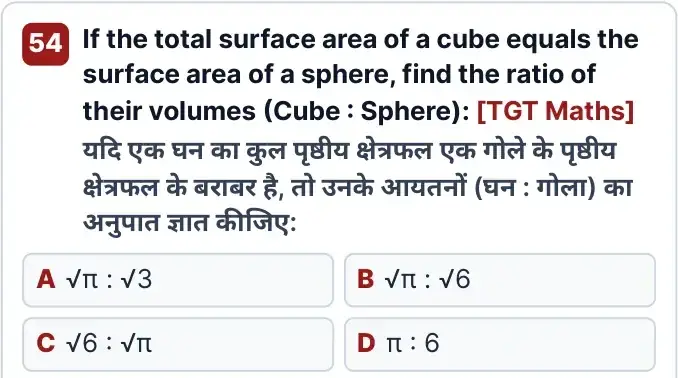 54 If the total surface area of a cube equals the
surface area of a sphere, find the ratio of
their volumes (Cube : Sphere): [TGT Maths]
यदि एक घन का कुल पृष्ठीय क्षेत्रफल एक गोले के पृष्ठीय
क्षेत्रफल के बराबर है, तो उनके आयतनों (घन : गोला) का
अनुपात ज्ञात कीजिए:
A √π : √3
B √π : √6
C √6 : √π
D π : 6